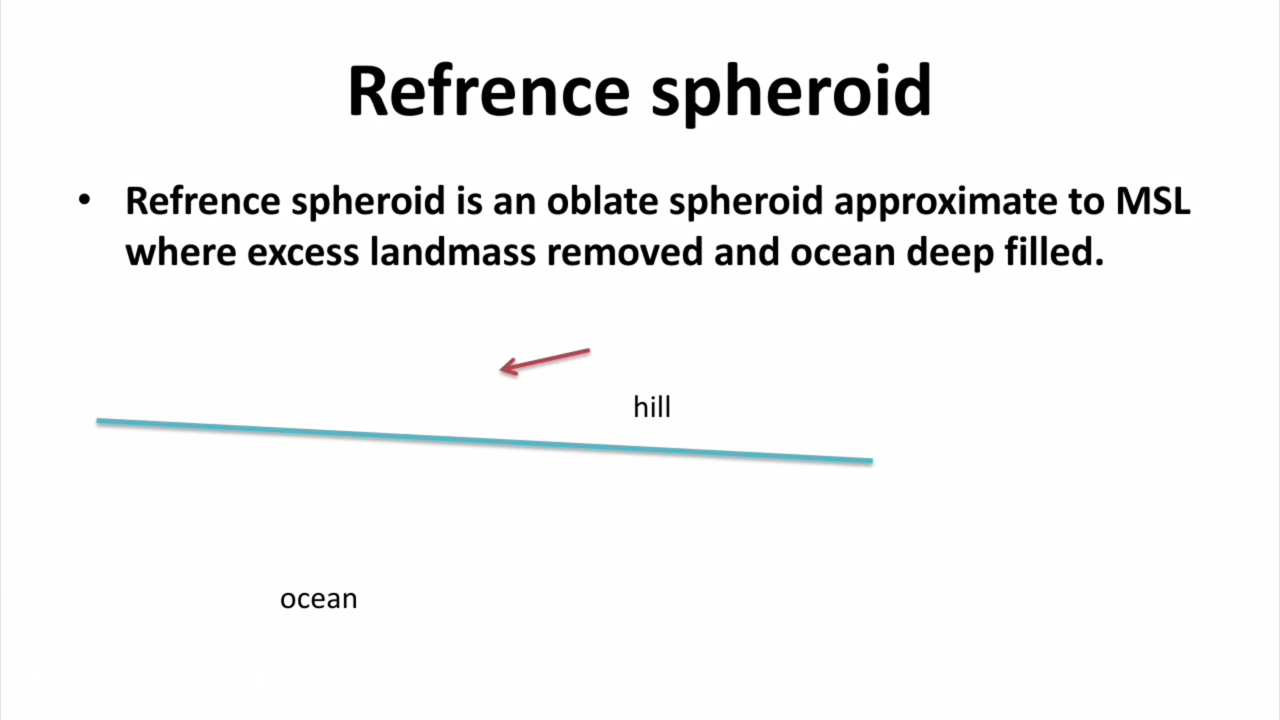 Refrence spheroid
• Refrence spheroid is an oblate spheroid approximate to MSL
where excess landmass removed and ocean deep filled.
hill
ocean